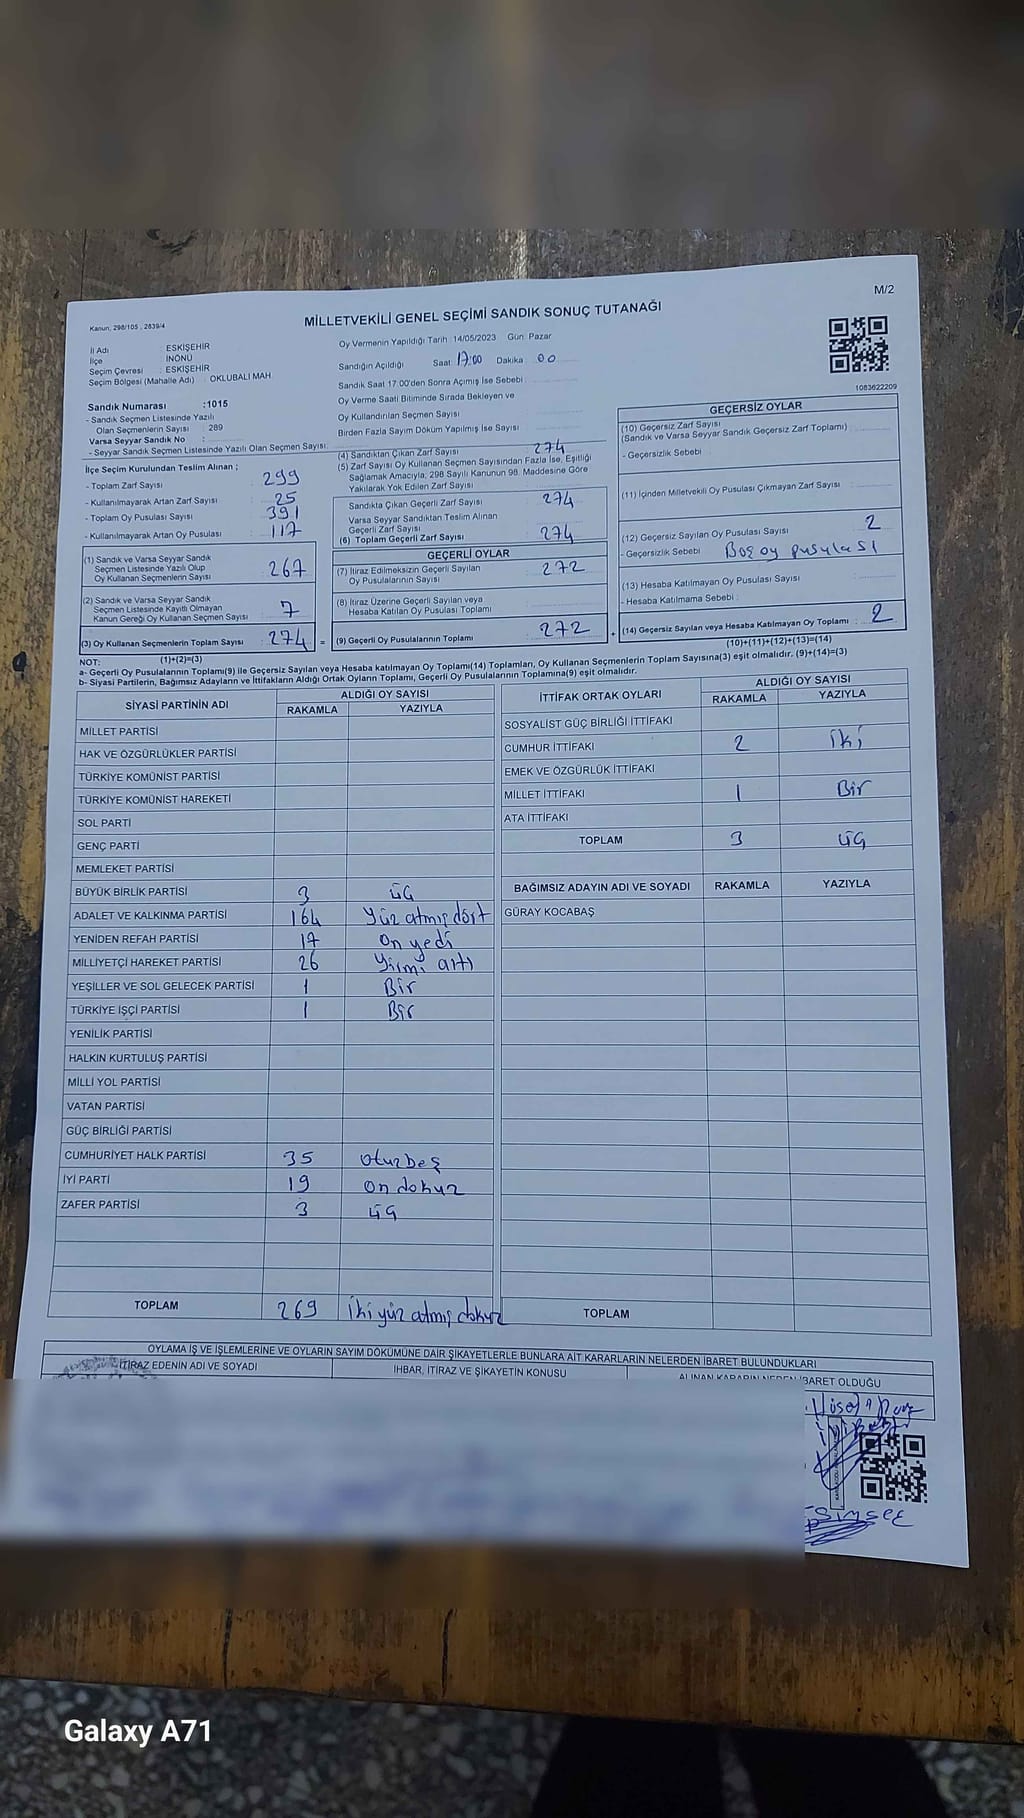 M/2
Kanun, 298/105 , 2839/4
MİLLETVEKİLİ GENEL SEÇİMİ SANDIK SONUÇ TUTANAĞI
İl Adı : ESKİŞEHİR
İlçe : İNÖNÜ
Seçim Çevresi : ESKİŞEHİR
Seçim Bölgesi (Mahalle Adı) : OKLUBALI MAH
Sandık Numarası :1015
- Sandık Seçmen Listesinde Yazılı
Olan Seçmenlerin Sayısı : 289
Varsa Seyyar Sandık No :
- Seyyar Sandık Seçmen Listesinde Yazılı Olan Seçmen Sayısı:
İlçe Seçim Kurulundan Teslim Alınan ;
- Toplam Zarf Sayısı : 299
- Kullanılmayarak Artan Zarf Sayısı : 25
- Toplam Oy Pusulası Sayısı : 391
- Kullanılmayarak Artan Oy Pusulası : 117
(1) Sandık ve Varsa Seyyar Sandık
Seçmen Listesinde Yazılı Olup
Oy Kullanan Seçmenlerin Sayısı : 267
(2) Sandık ve Varsa Seyyar Sandık
Seçmen Listesinde Kayıtlı Olmayan
Kanun Gereği Oy Kullanan Seçmen Sayısı : 7
(3) Oy Kullanan Seçmenlerin Toplam Sayısı : 274 =
(1)+(2)=(3)
Oy Vermenin Yapıldığı Tarih :14/05/2023 Gün: Pazar
Sandığın Açıldığı Saat: 17:00 Dakika : 00
Sandık Saat 17.00'den Sonra Açımış İse Sebebi :
Oy Verme Saati Bitiminde Sırada Bekleyen ve
Oy Kullandırılan Seçmen Sayısı :
Birden Fazla Sayım Döküm Yapılmış İse Sayısı :
(4) Sandıktan Çıkan Zarf Sayısı : 274
(5) Zarf Sayısı Oy Kullanan Seçmen Sayısından Fazla İse, Eşitliği
Sağlamak Amacıyla, 298 Sayılı Kanunun 98. Maddesine Göre
Yakılarak Yok Edilen Zarf Sayısı :
Sandıkta Çıkan Geçerli Zarf Sayısı : 274
Varsa Seyyar Sandıktan Teslim Alınan
Geçerli Zarf Sayısı :
(6) Toplam Geçerli Zarf Sayısı : 274
GEÇERLİ OYLAR
(7) İtiraz Edilmeksizin Geçerli Sayılan
Oy Pusulalarının Sayısı : 272
(8) İtiraz Üzerine Geçerli Sayılan veya
Hesaba Katılan Oy Pusulası Toplamı :
(9) Geçerli Oy Pusulalarının Toplamı : 272 +
1083622209
GEÇERSİZ OYLAR
(10) Geçersiz Zarf Sayısı
(Sandık ve Varsa Seyyar Sandık Geçersiz Zarf Toplamı) :
- Geçersizlik Sebebi :
(11) İçinden Milletvekili Oy Pusulası Çıkmayan Zarf Sayısı :
(12) Geçersiz Sayılan Oy Pusulası Sayısı : 2
- Geçersizlik Sebebi : Boş oy pusulası
(13) Hesaba Katılmayan Oy Pusulası Sayısı :
- Hesaba Katılmama Sebebi :
(14) Geçersiz Sayılan veya Hesaba Katılmayan Oy Toplamı : 2
(10)+(11)+(12)+(13)=(14)
NOT:
a- Geçerli Oy Pusulalarının Toplamı(9) ile Geçersiz Sayılan veya Hesaba katılmayan Oy Toplamı(14) Toplamları, Oy Kullanan Seçmenlerin Toplam Sayısına(3) eşit olmalıdır. (9)+(14)=(3)
b- Siyasi Partilerin, Bağımsız Adayların ve İttifakların Aldığı Ortak Oyların Toplamı, Geçerli Oy Pusulalarının Toplamına(9) eşit olmalıdır.
SİYASİ PARTİNİN ADI ALDIĞI OY SAYISI
RAKAMLA YAZIYLA
MİLLET PARTİSİ
HAK VE ÖZGÜRLÜKLER PARTİSİ
TÜRKİYE KOMÜNİST PARTİSİ
TÜRKİYE KOMÜNİST HAREKETİ
SOL PARTİ
GENÇ PARTİ
MEMLEKET PARTİSİ
BÜYÜK BİRLİK PARTİSİ 3 üç
ADALET VE KALKINMA PARTİSİ 164 Yüz atmış dört
YENİDEN REFAH PARTİSİ 17 On yedi
MİLLİYETÇİ HAREKET PARTİSİ 26 Yirmi altı
YEŞİLLER VE SOL GELECEK PARTİSİ 1 Bir
TÜRKİYE İŞÇİ PARTİSİ 1 Bir
YENİLİK PARTİSİ
HALKIN KURTULUŞ PARTİSİ
MİLLİ YOL PARTİSİ
VATAN PARTİSİ
GÜÇ BİRLİĞİ PARTİSİ
CUMHURİYET HALK PARTİSİ 35 Oturbeş
İYİ PARTİ 19 On dokuz
ZAFER PARTİSİ 3 üç
TOPLAM 269 İki yüz atmış dokuz
İTTİFAK ORTAK OYLARI ALDIĞI OY SAYISI
RAKAMLA YAZIYLA
SOSYALİST GÜÇ BİRLİĞİ İTTİFAKI
CUMHUR İTTİFAKI 2 İki
EMEK VE ÖZGÜRLÜK İTTİFAKI
MİLLET İTTİFAKI 1 Bir
ATA İTTİFAKI
TOPLAM 3 üç
BAĞIMSIZ ADAYIN ADI VE SOYADI RAKAMLA YAZIYLA
GÜRAY KOCABAŞ
TOPLAM
OYLAMA İŞ VE İŞLEMLERİNE VE OYLARIN SAYIM DÖKÜMÜNE DAİR ŞİKAYETLERLE BUNLARA AİT KARARLARIN NELERDEN İBARET BULUNDUKLARI
İTİRAZ EDENİN ADI VE SOYADI İHBAR, İTİRAZ VE ŞİKAYETİN KONUSU ALINAN KARARIN NEDEN İBARET OLDUĞU
Şimşek
Galaxy A71